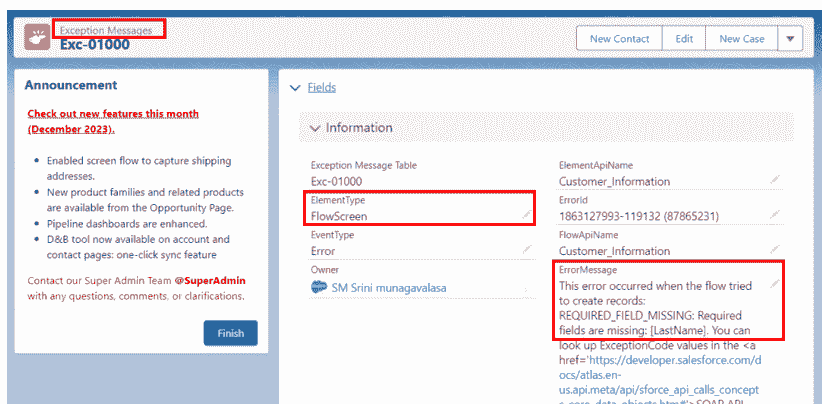 Exception Messages
Exc-01000
New Contact
Edit
New Case
Announcement
Check out new features this month
(December 2023).
Enabled screen flow to capture shipping
addresses.
New product families and related products
are available from the Opportunity Page.
Pipeline dashboards are enhanced.
D&B tool now available on account and
contact pages: one-click sync feature
Contact our Super Admin Team @SuperAdmin
with any questions, comments, or clarifications.
Finish
Fields
Information
Exception Message Table
Exc-01000
ElementType
FlowScreen
EventType
Error
Owner
SM Srini munagavalasa
ElementApiName
Customer_Information
ErrorId
1863127993-119132 (87865231)
FlowApiName
Customer_Information
ErrorMessage
This error occurred when the flow tried
to create records:
REQUIRED_FIELD_MISSING: Required
fields are missing: [LastName]. You can
look up ExceptionCode values in the <a
href='https://developer.salesforce.com/d
ocs/atlas.en-
us.api.meta/api/sforce_api_calls_concept